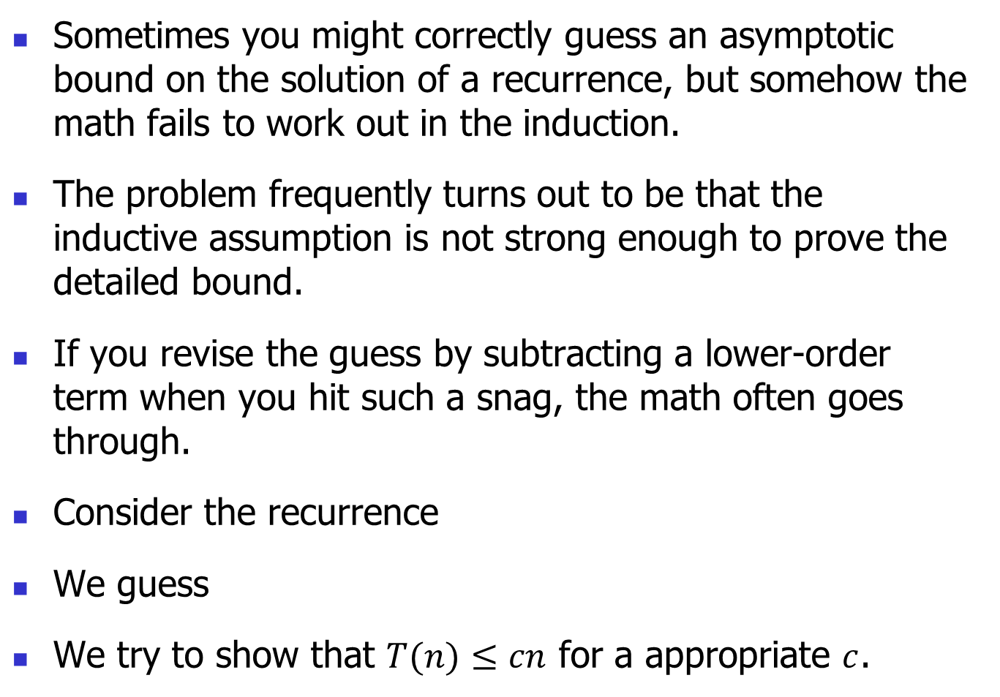 Sometimes you might correctly guess an asymptotic
bound on the solution of a recurrence, but somehow the
math fails to work out in the induction.
The problem frequently turns out to be that the
inductive assumption is not strong enough to prove the
detailed bound.
If you revise the guess by subtracting a lower-order
term when you hit such a snag, the math often goes
through.
Consider the recurrence
We guess
We try to show that T(n) ≤ cn for a appropriate c.